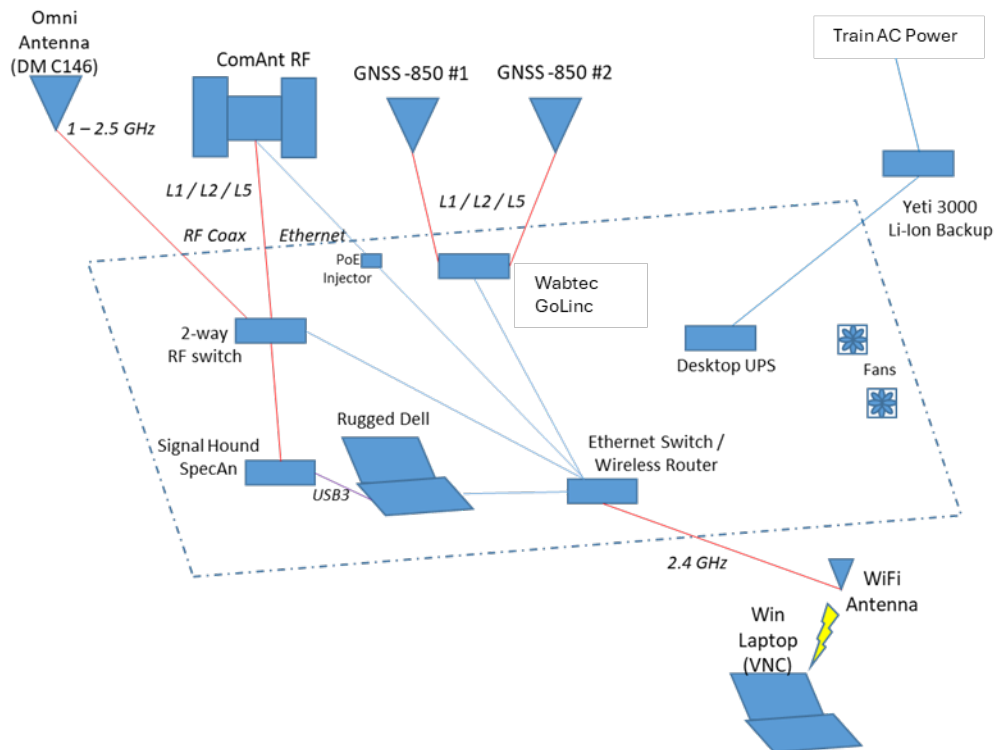 Omni
Antenna
(DM C146)
ComAnt RF
GNSS -850 #1
GNSS -850 #2
Train AC Power
1 – 2.5 GHz
L1 / L2 / L5
L1 / L2 / L5
Yeti 3000
Li-Ion Backup
RF Coax
Ethernet
PoE
Injector
Wabtec
GoLinc
2-way
RF switch
Desktop UPS
Fans
Rugged Dell
Signal Hound
SpecAn
USB3
Ethernet Switch /
Wireless Router
2.4 GHz
WiFi
Antenna
Win
Laptop
(VNC)